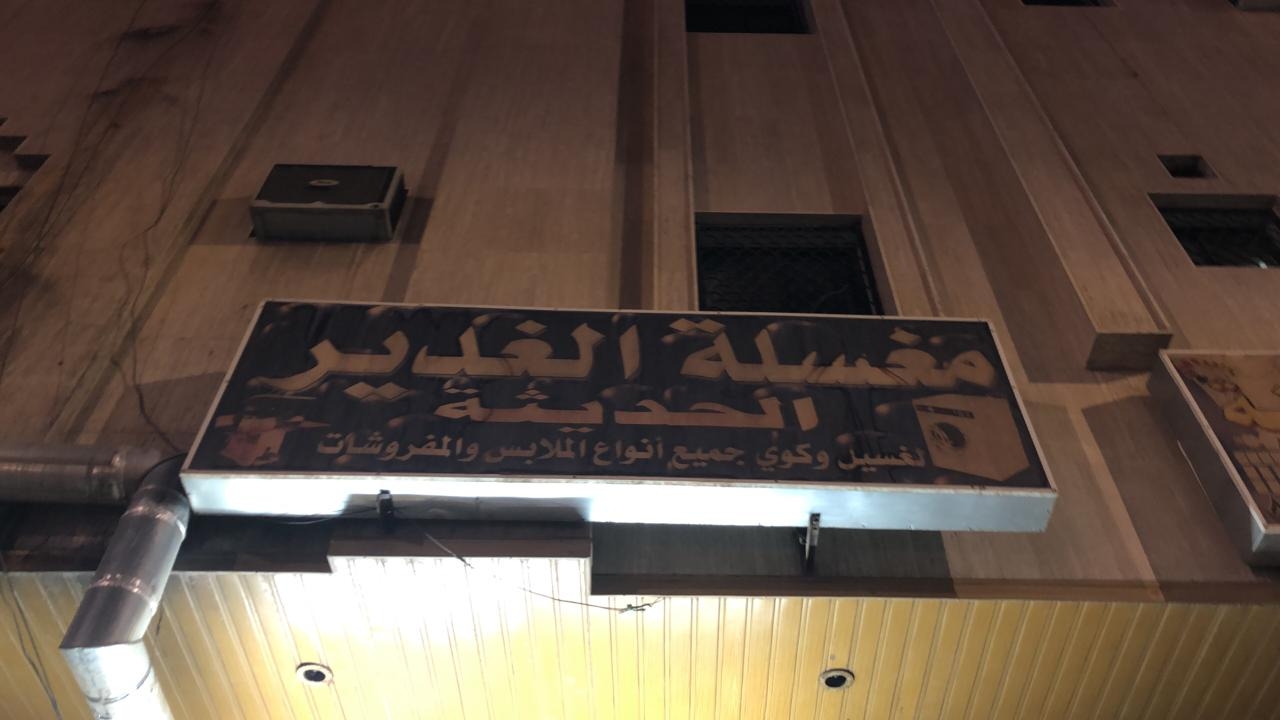 مغسلة الغدير
الحديثة
لغسيل وكوي جميع أنواع الملابس والمفروشات